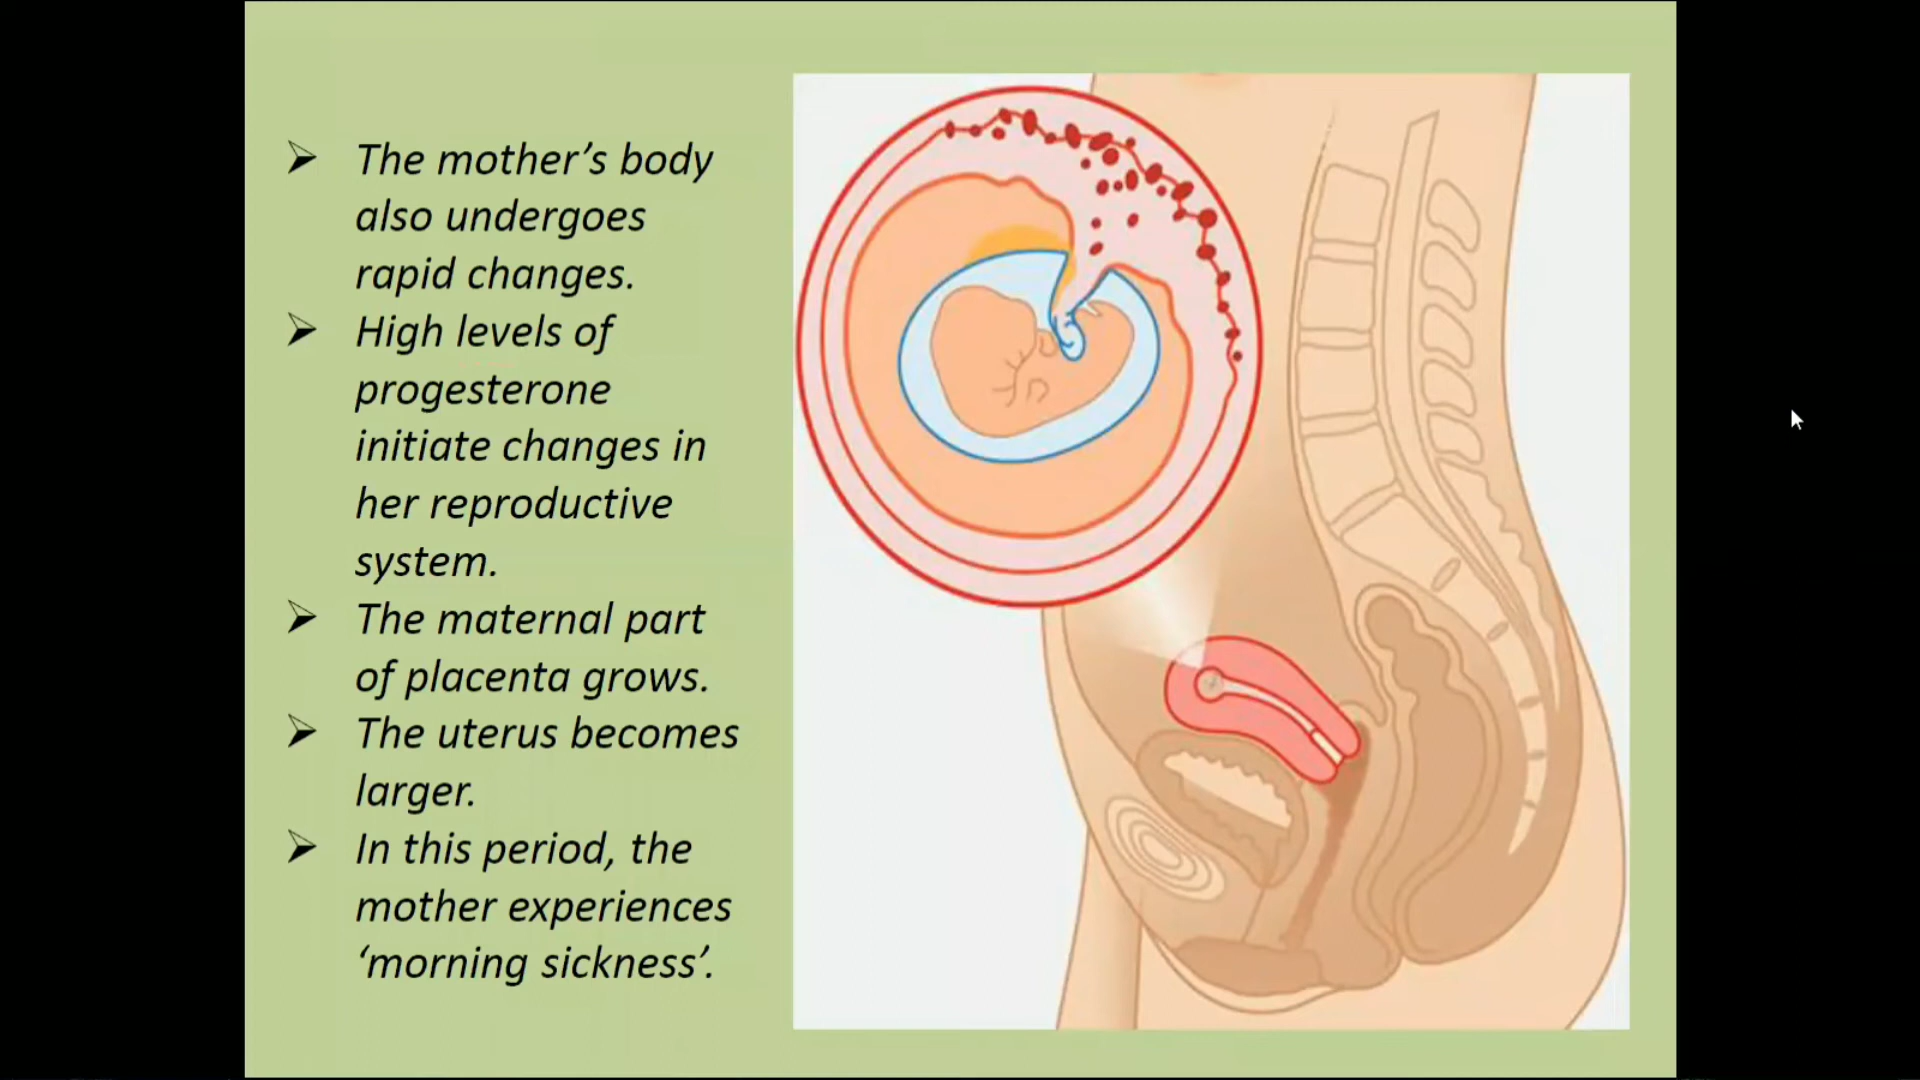 ➢ The mother’s body
also undergoes
rapid changes.
➢ High levels of
progesterone
initiate changes in
her reproductive
system.
➢ The maternal part
of placenta grows.
➢ The uterus becomes
larger.
➢ In this period, the
mother experiences
‘morning sickness’.